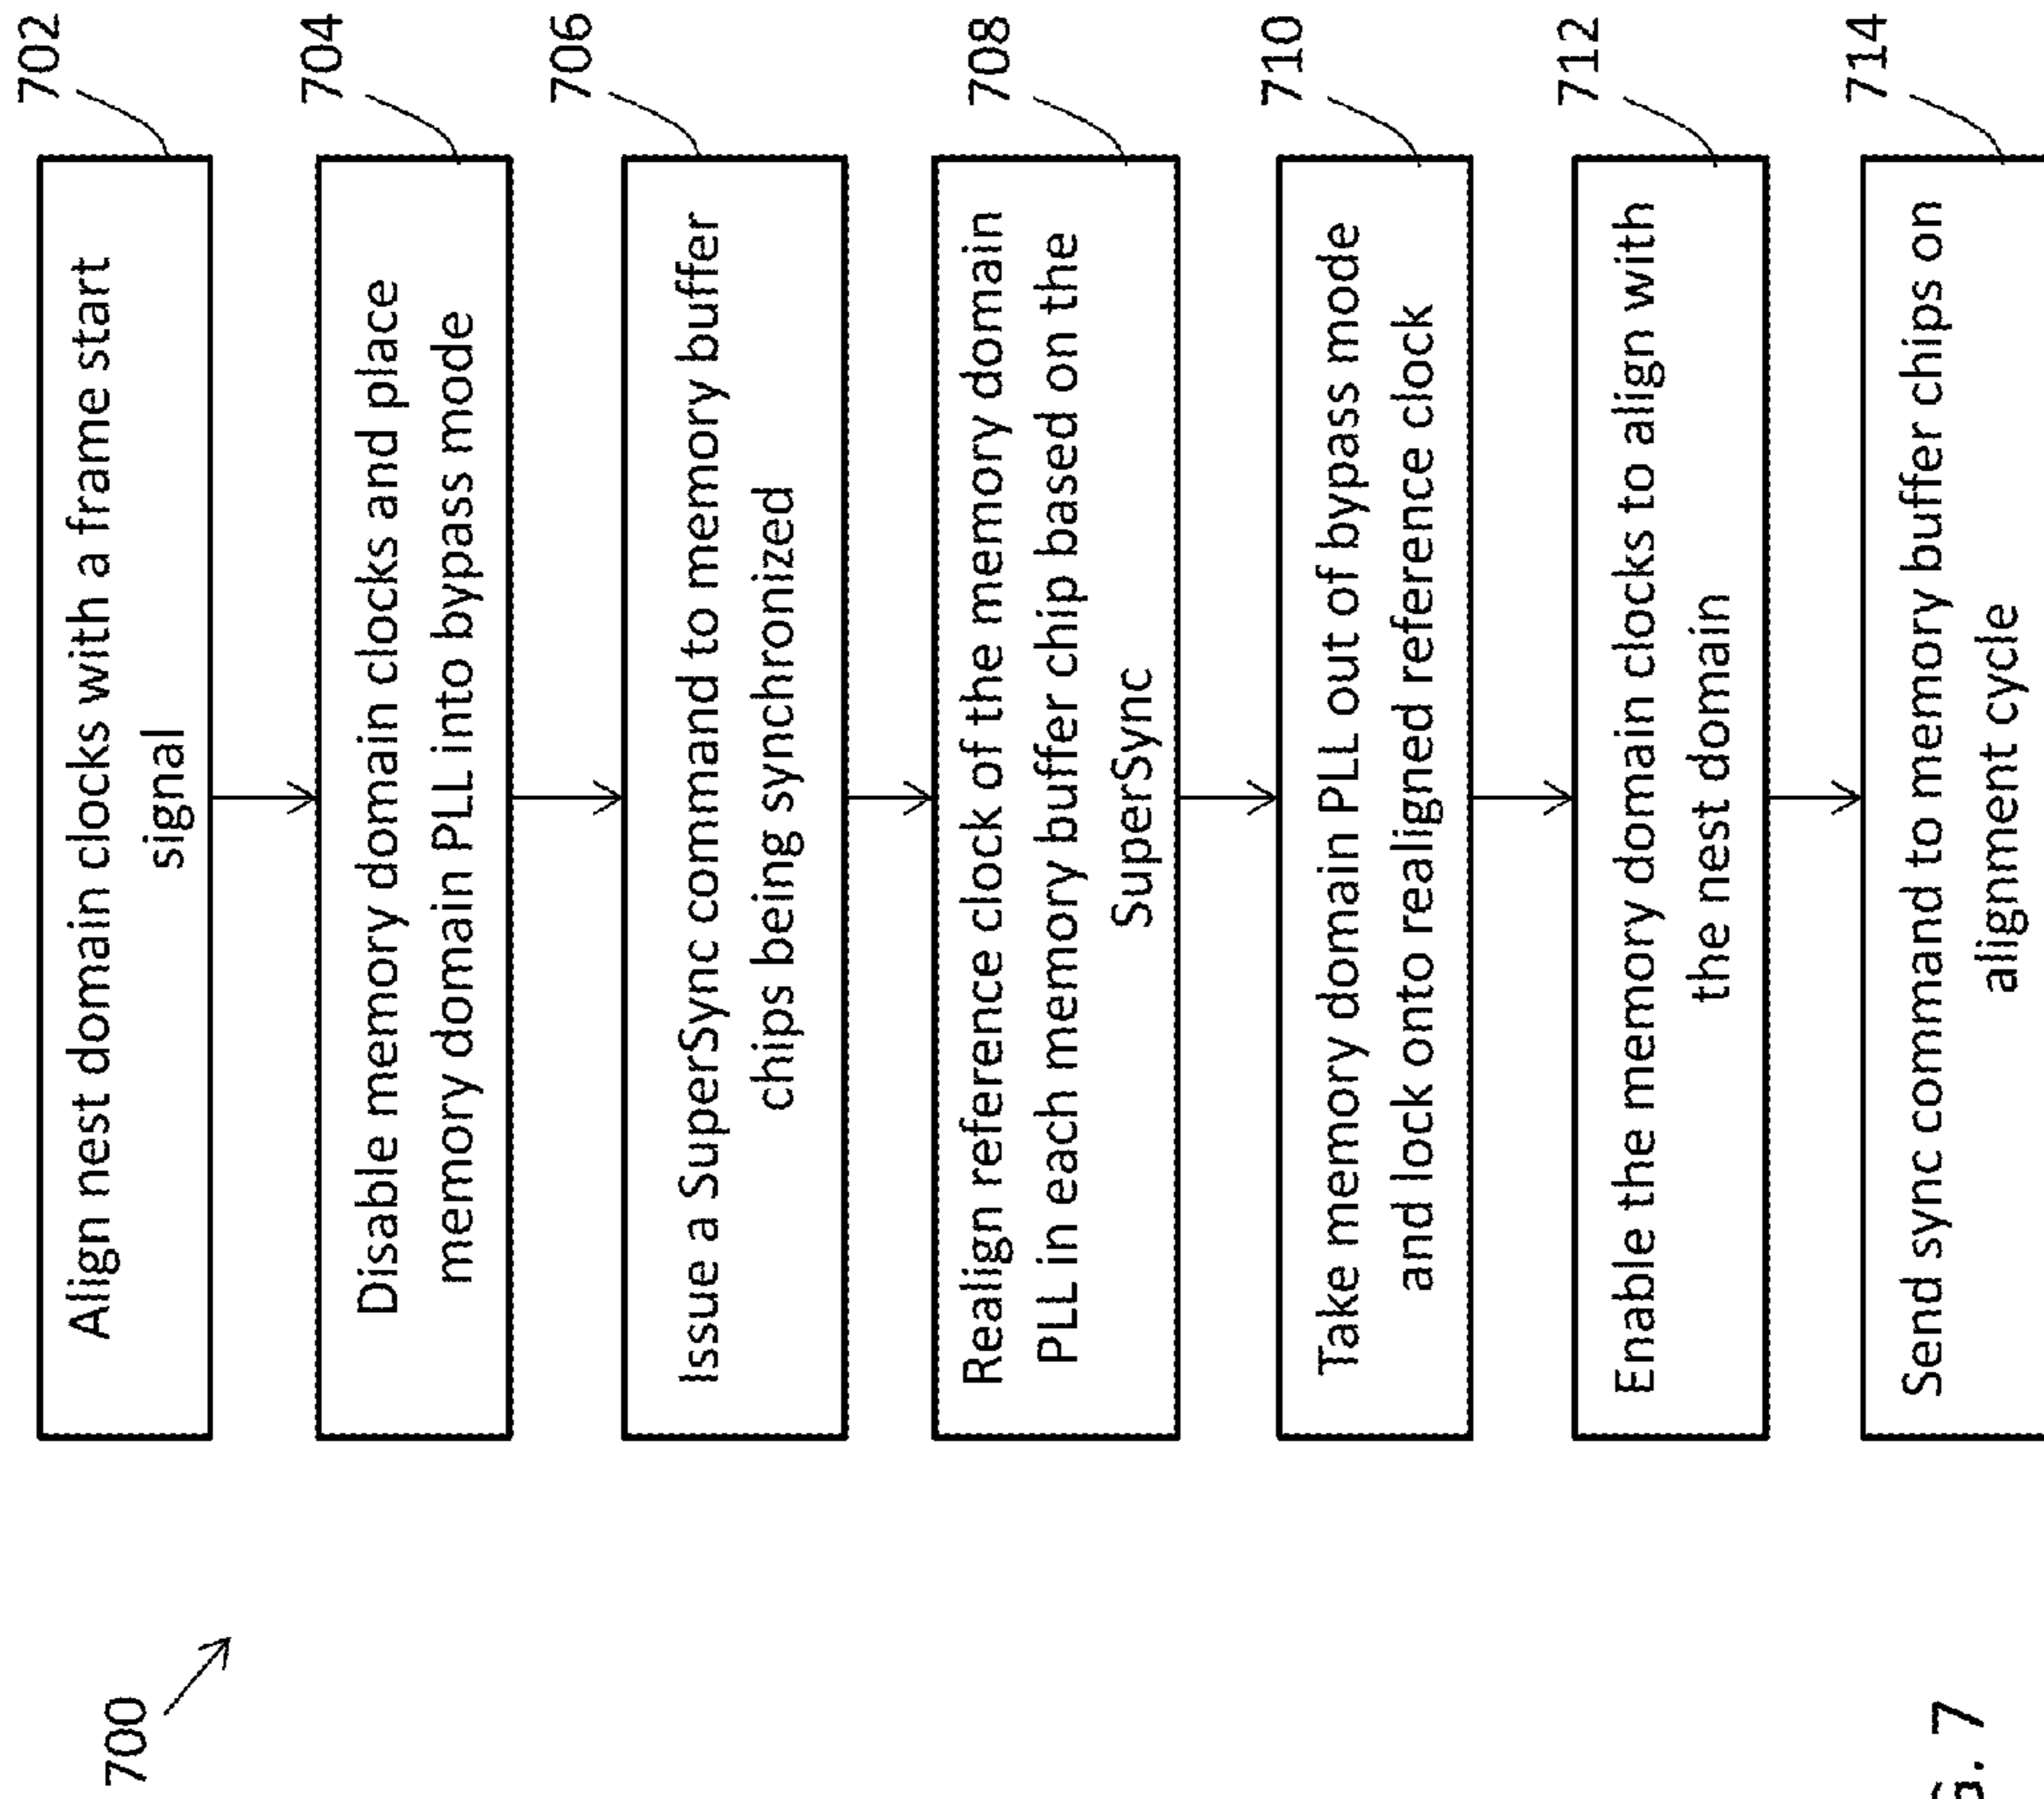 700
702
Align nest domain clocks with a frame start
signal
704
Disable memory domain clocks and place
memory domain PLL into bypass mode
706
Issue a SuperSync command to memory buffer
chips being synchronized
708
Realign reference clock of the memory domain
PLL in each memory buffer chip based on the
SuperSync
710
Take memory domain PLL out of bypass mode
and lock onto realigned reference clock
712
Enable the memory domain clocks to align with
the nest domain
714
Send sync command to memory buffer chips on
alignment cycle
7